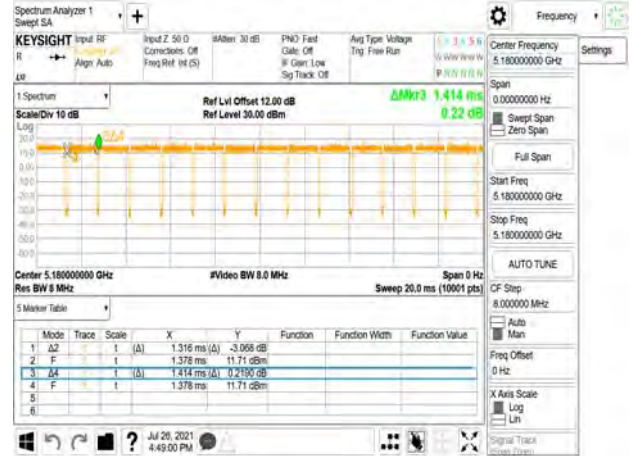 Spectrum Analyzer 1
Swept SA
+
Frequency
KEYSIGHT
R
Input: RF
Align: Auto
Input Z: 50 Ω
Corrections: Off
Freq Ref: Int (S)
#Atten: 30 dB
PNO: Fast
Gate: Off
IF Gain: Low
Sig Track: Off
Avg Type: Voltage
Trig: Free Run
Center Frequency
5.180000000 GHz
Settings
Span
0.00000000 Hz
Swept Span
Zero Span
Full Span
Start Freq
5.180000000 GHz
Stop Freq
5.180000000 GHz
AUTO TUNE
CF Step
8.000000 MHz
Auto
Man
Freq Offset
0 Hz
X Axis Scale
Log
Lin
Signal Track
(Span Zoom)
1 Spectrum
Scale/Div 10 dB
Ref Lvl Offset 12.00 dB
Ref Level 30.00 dBm
ΔMkr3 1.414 ms
0.22 dB
Log
Center 5.180000000 GHz
Res BW 8 MHz
#Video BW 8.0 MHz
Span 0 Hz
Sweep 20.0 ms (10001 pts)
5 Marker Table
Mode Trace Scale X Y Function Function Width Function Value
1 Δ2 t (Δ) 1.316 ms (Δ) -3.068 dB
2 F t 1.378 ms 11.71 dBm
3 Δ4 t (Δ) 1.414 ms (Δ) 0.2190 dB
4 F t 1.378 ms 11.71 dBm
5
6
?
Jul 26, 2021
4:49:00 PM